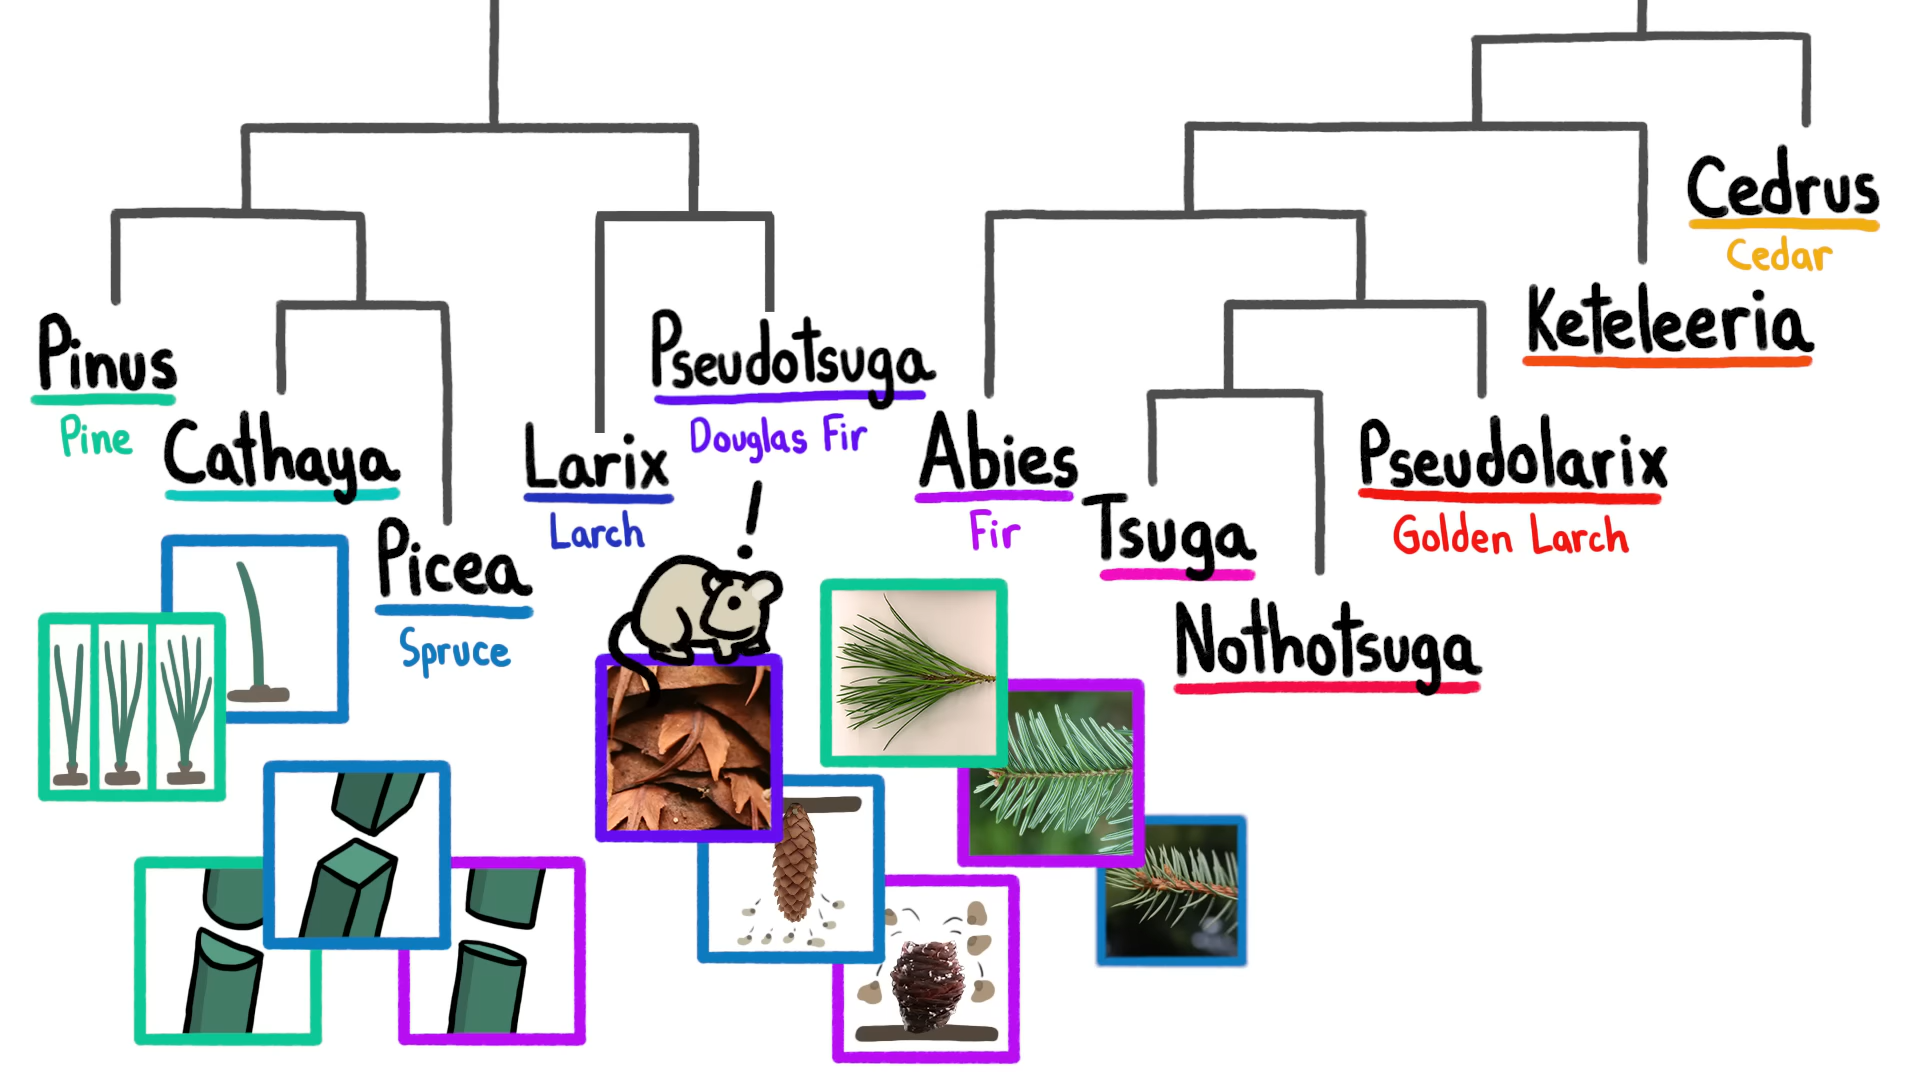 Pinus
Pine
Cathaya
Picea
Spruce
Larix
Larch
Pseudotsuga
Douglas Fir
!
Abies
Fir
Tsuga
Nothotsuga
Pseudolarix
Golden Larch
Keteleeria
Cedrus
Cedar